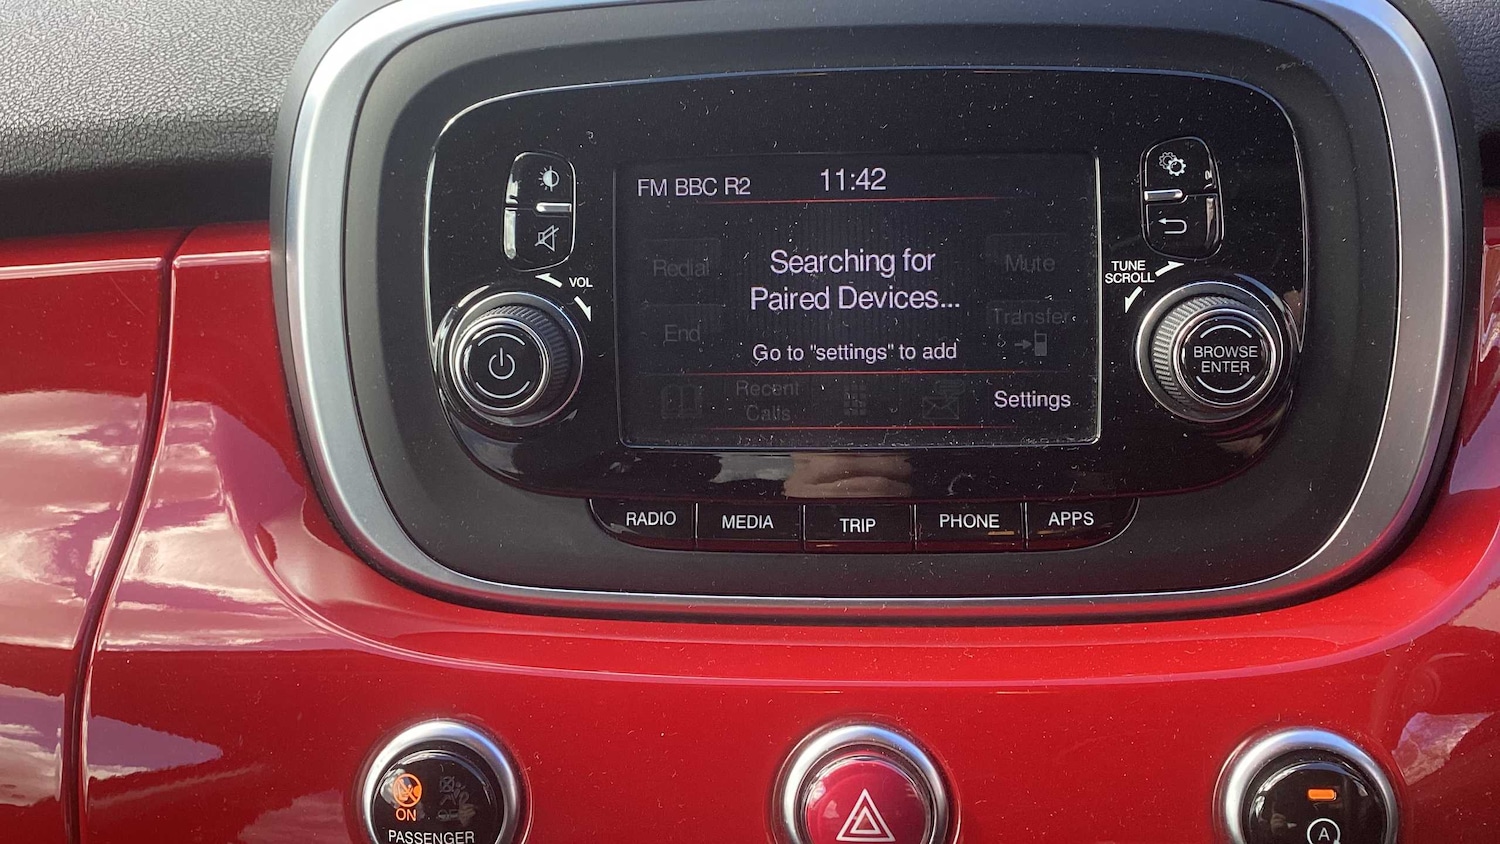 FM BBC R2
11:42
Searching for
Paired Devices...
Go to "settings" to add
Redial
End
Mute
Transfer
Recent
Calls
Settings
VOL
TUNE
SCROLL
BROWSE
ENTER
RADIO
MEDIA
TRIP
PHONE
APPS
ON
PASSENGER
A